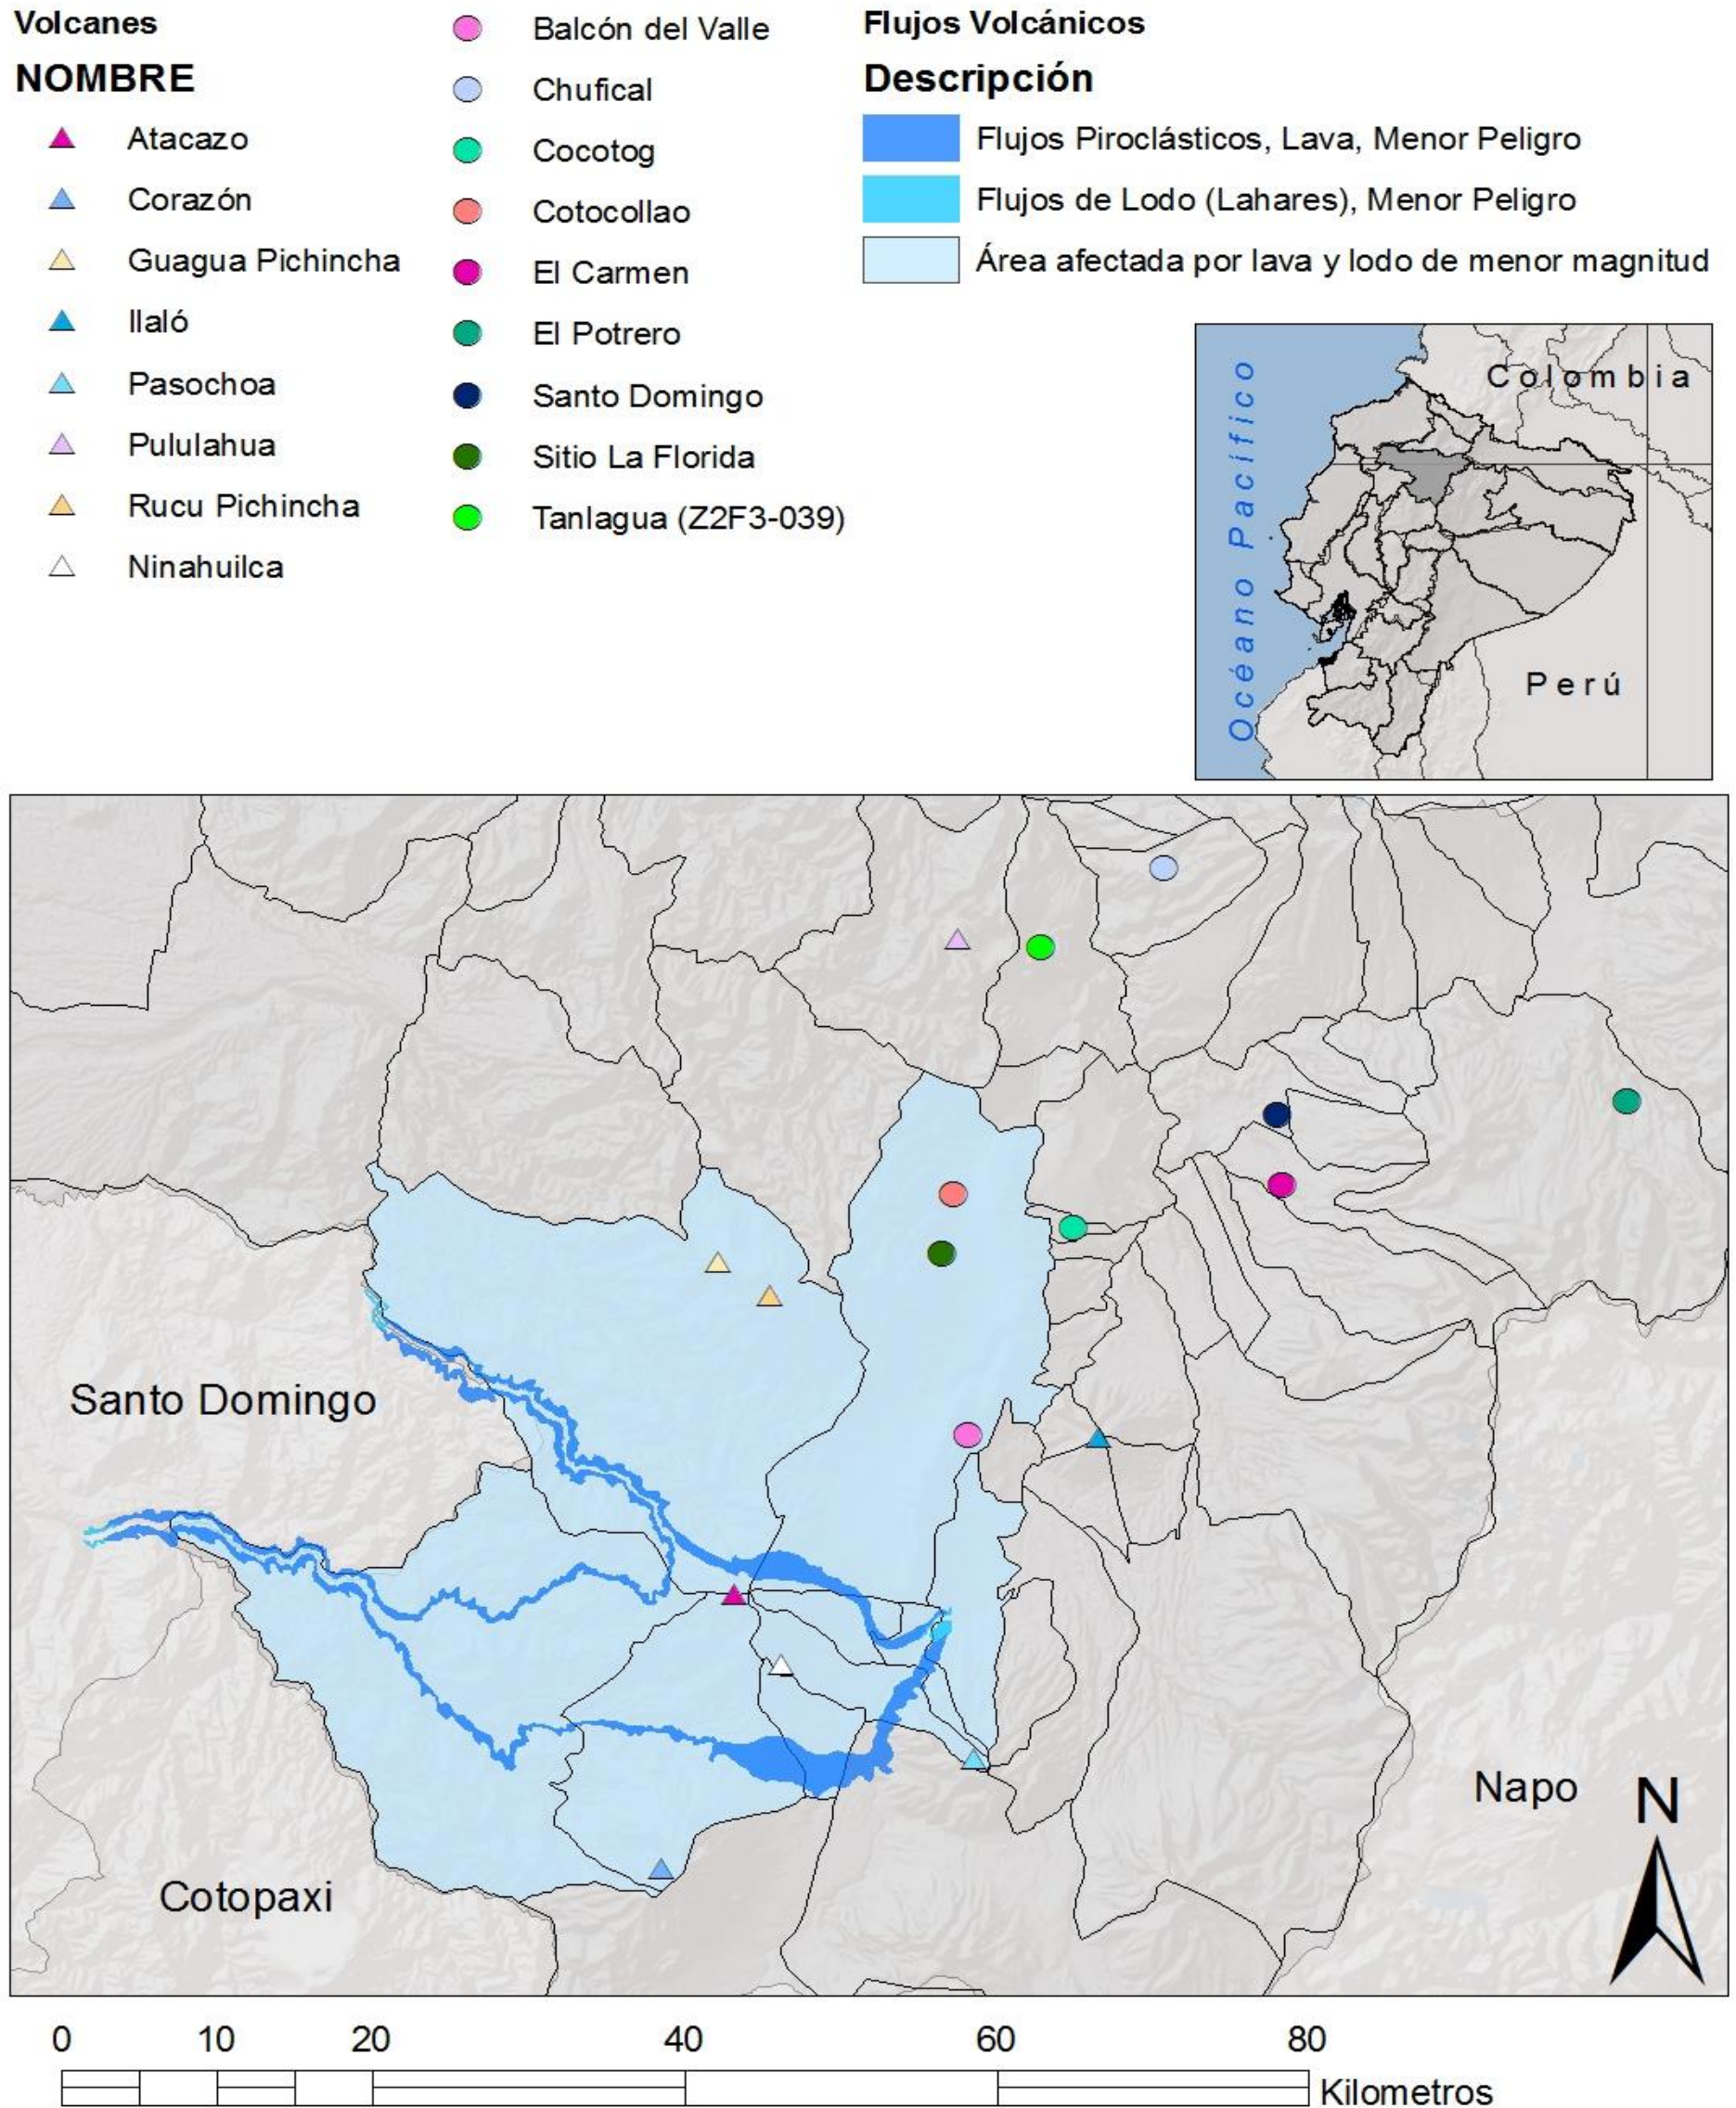 Volcanes
NOMBRE
Atacazo
Corazón
Guagua Pichincha
Ilaló
Pasochoa
Pululahua
Rucu Pichincha
Ninahuilca
Balcón del Valle
Chufical
Cocotog
Cotocollao
El Carmen
El Potrero
Santo Domingo
Sitio La Florida
Tanlagua (Z2F3-039)
Flujos Volcánicos
Descripción
Flujos Piroclásticos, Lava, Menor Peligro
Flujos de Lodo (Lahares), Menor Peligro
Área afectada por lava y lodo de menor magnitud
Colombia
Océano Pacífico
Perú
Santo Domingo
Napo
N
Cotopaxi
0 10 20 40 60 80
Kilometros